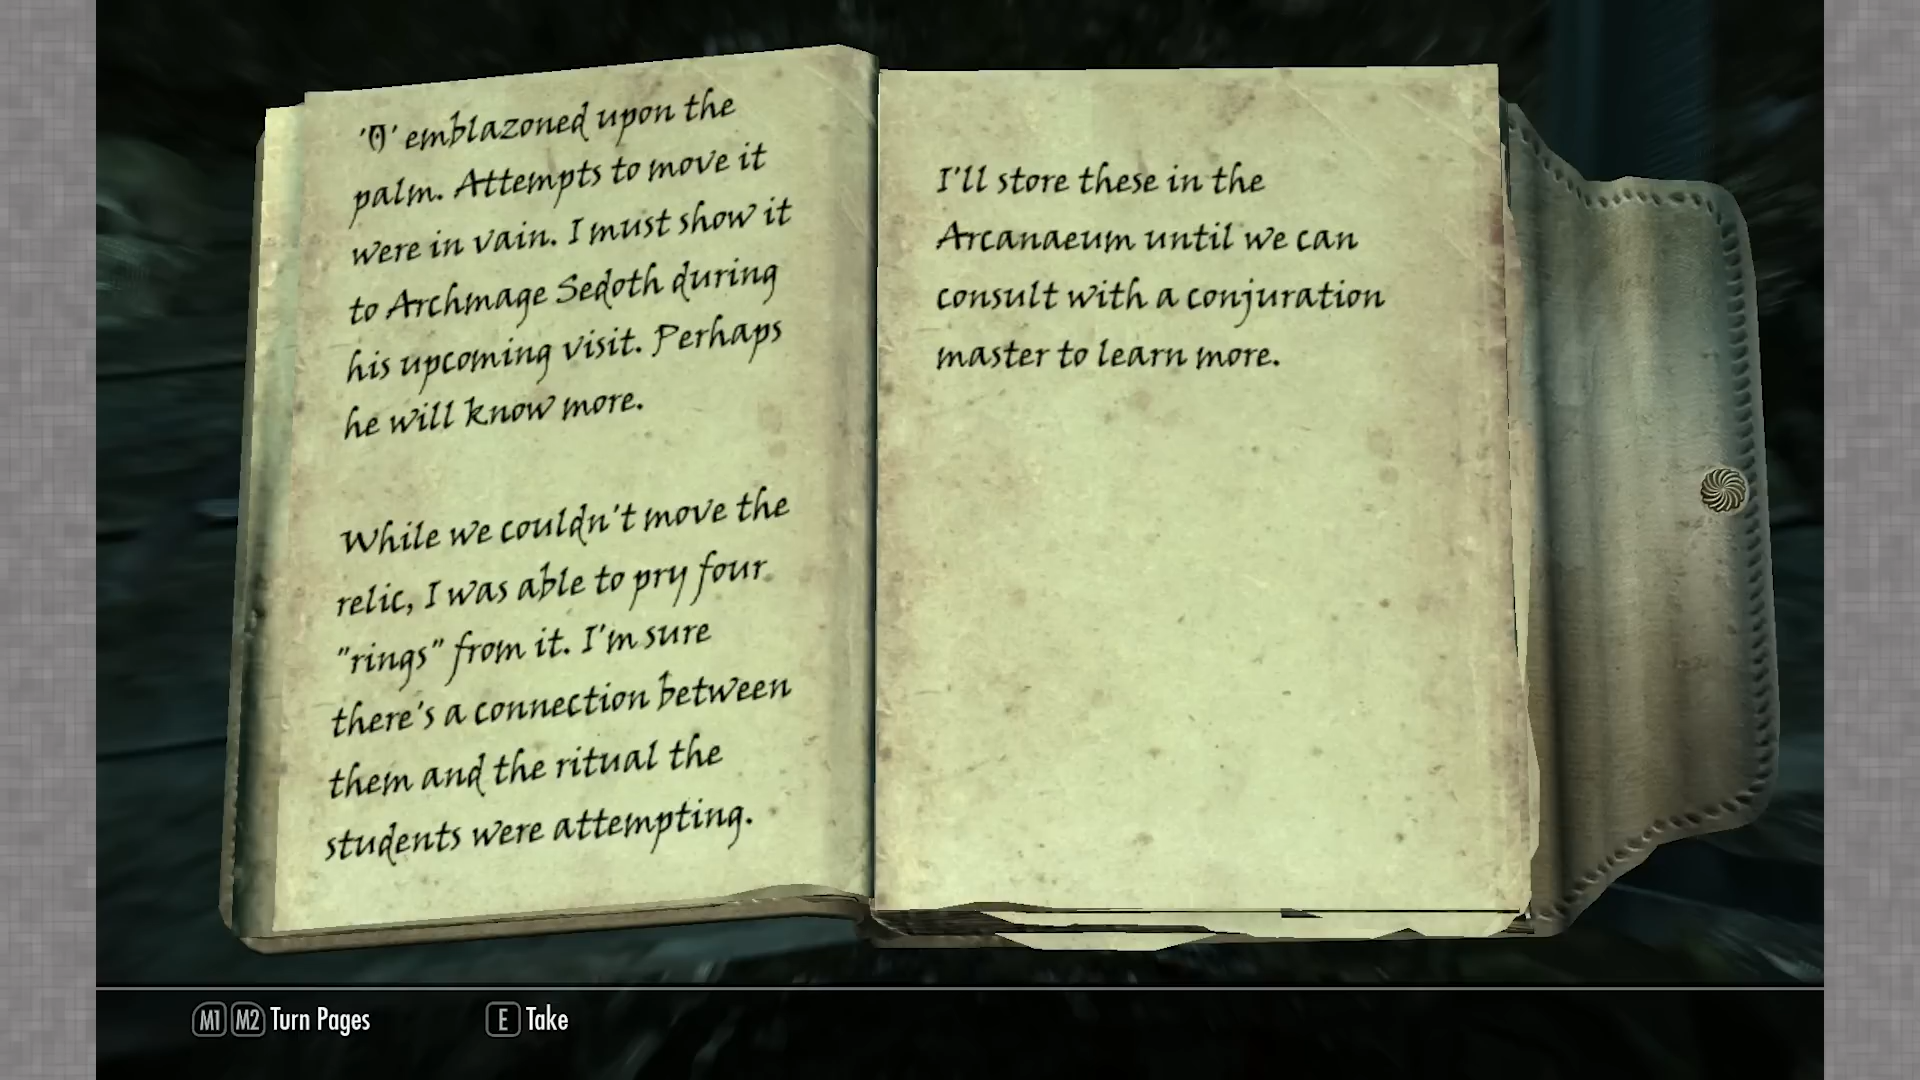 'Ѻ' emblazoned upon the
palm. Attempts to move it
were in vain. I must show it
to Archmage Sedoth during
his upcoming visit. Perhaps
he will know more.
While we couldn't move the
relic, I was able to pry four
"rings" from it. I'm sure
there's a connection between
them and the ritual the
students were attempting.
I'll store these in the
Arcanaeum until we can
consult with a conjuration
master to learn more.
M1 M2 Turn Pages
E Take